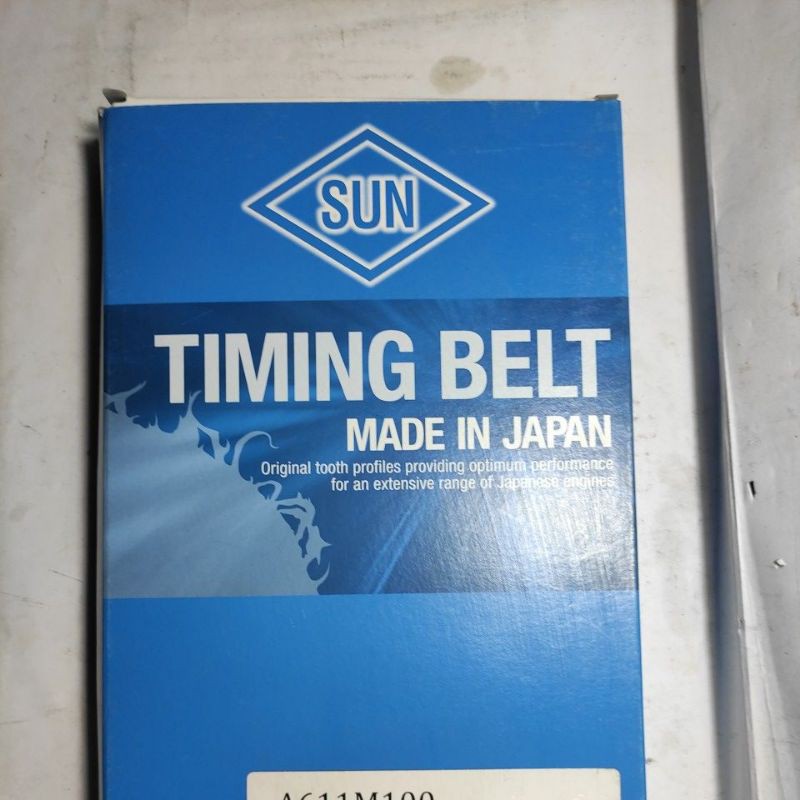 SUN
TIMING BELT
MADE IN JAPAN
Original tooth profiles providing optimum performance
for an extensive range of Japanese engines
A611M100